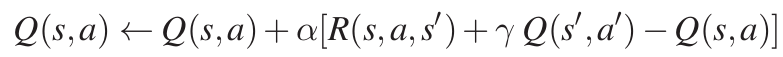 Q(s,a) ← Q(s,a) + α[R(s,a,s′) + γ Q(s′,a′) − Q(s,a)]